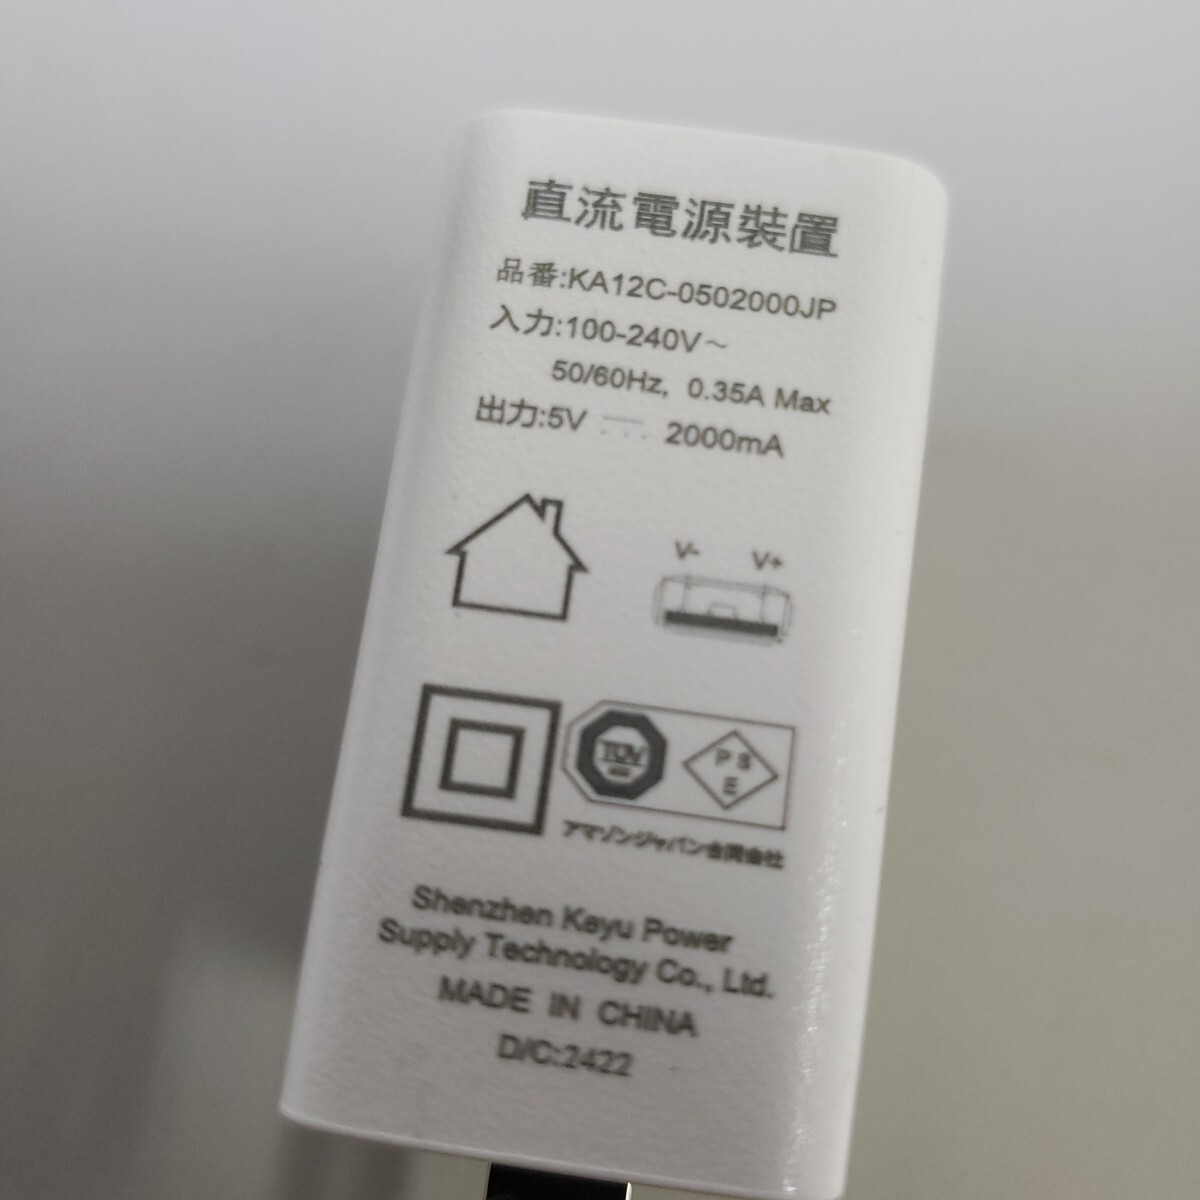 直流電源裝置
品番:KA12C-0502000JP
入力:100-240V～
50/60Hz, 0.35A Max
出力:5V ⎓ 2000mA
V- V+
TÜV
PS
E
アマゾンジャパン合同会社
Shenzhen Keyu Power
Supply Technology Co., Ltd.
MADE IN CHINA
D/C:2422